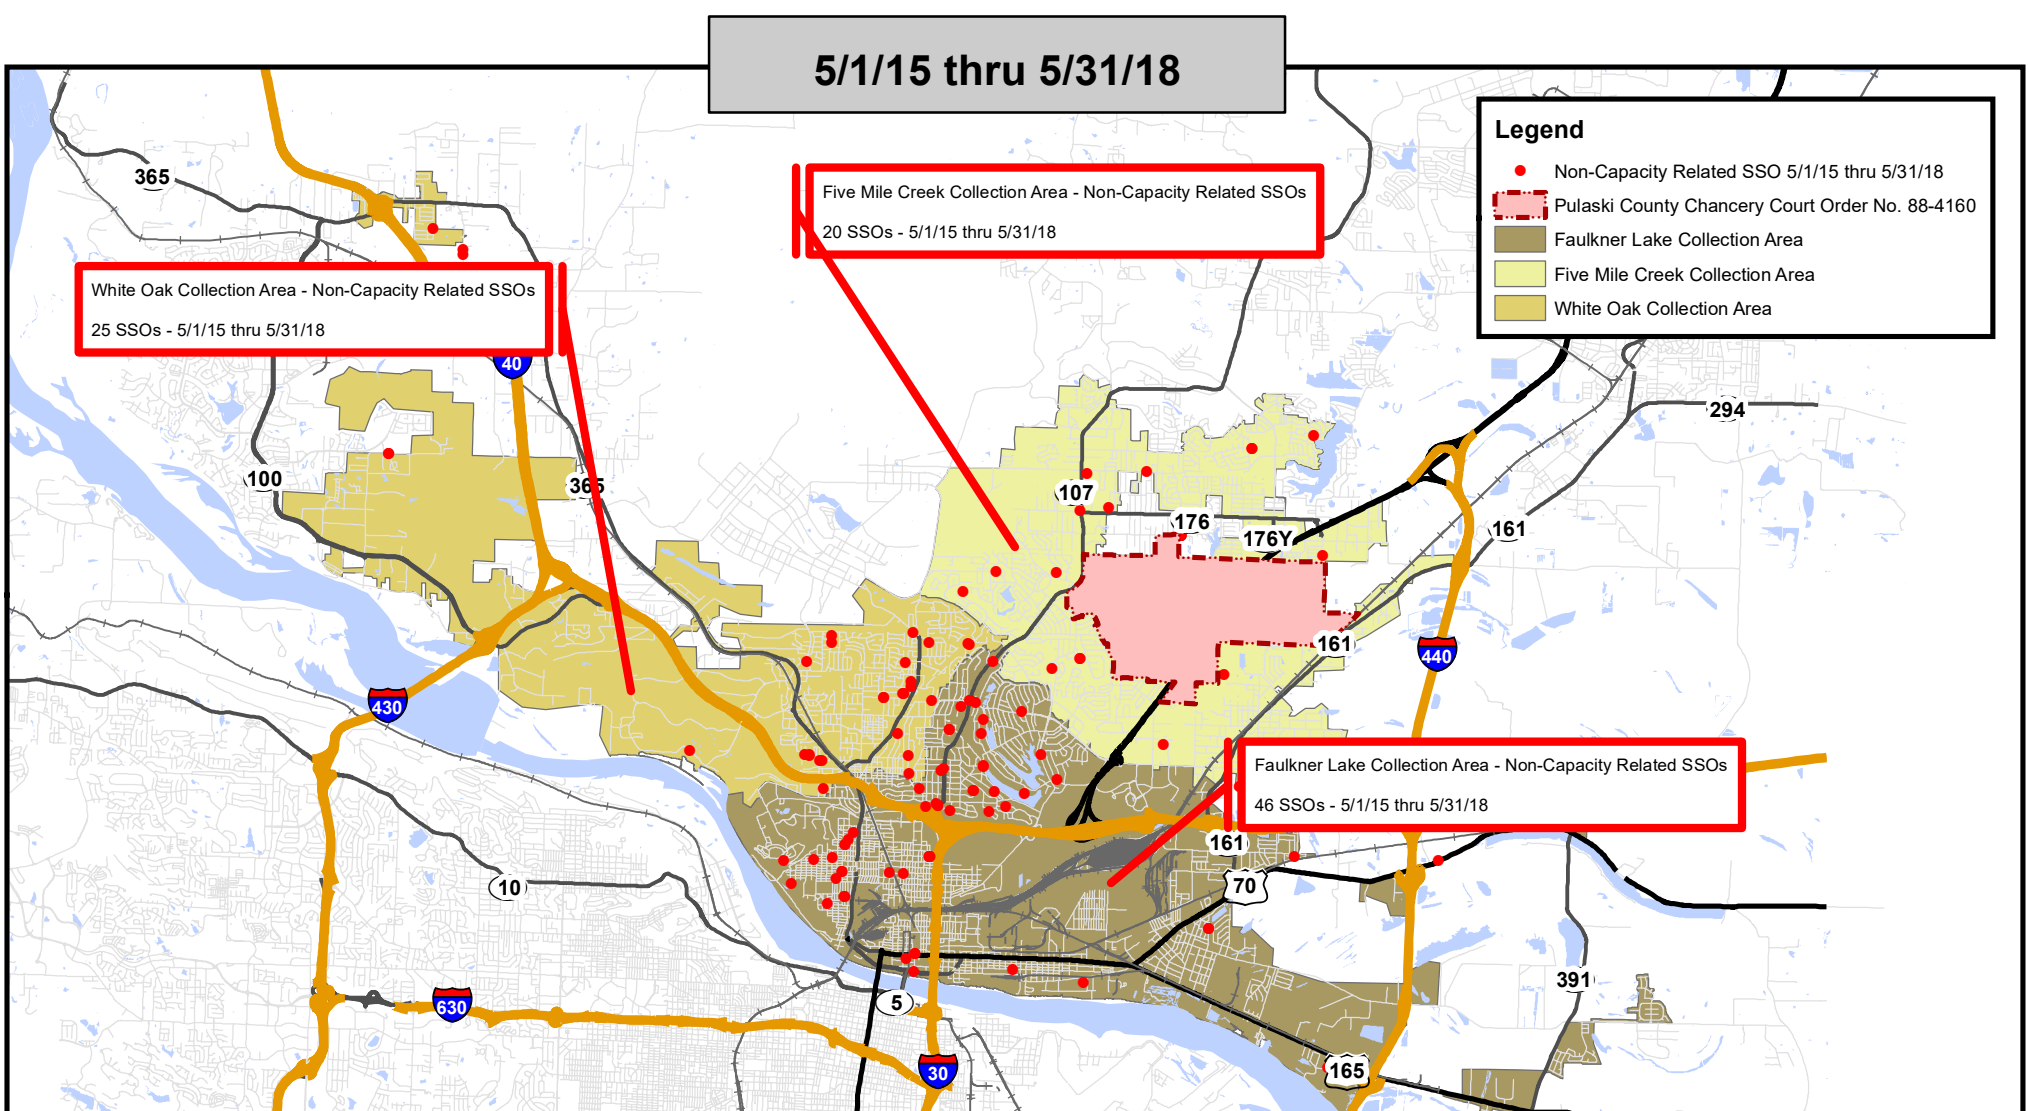 5/1/15 thru 5/31/18
Legend
Non-Capacity Related SSO 5/1/15 thru 5/31/18
Pulaski County Chancery Court Order No. 88-4160
Faulkner Lake Collection Area
Five Mile Creek Collection Area
White Oak Collection Area
365
Five Mile Creek Collection Area - Non-Capacity Related SSOs
20 SSOs - 5/1/15 thru 5/31/18
White Oak Collection Area - Non-Capacity Related SSOs
25 SSOs - 5/1/15 thru 5/31/18
40
294
100
365
107
176
176Y
161
161
440
430
Faulkner Lake Collection Area - Non-Capacity Related SSOs
46 SSOs - 5/1/15 thru 5/31/18
161
10
70
391
5
630
30
165